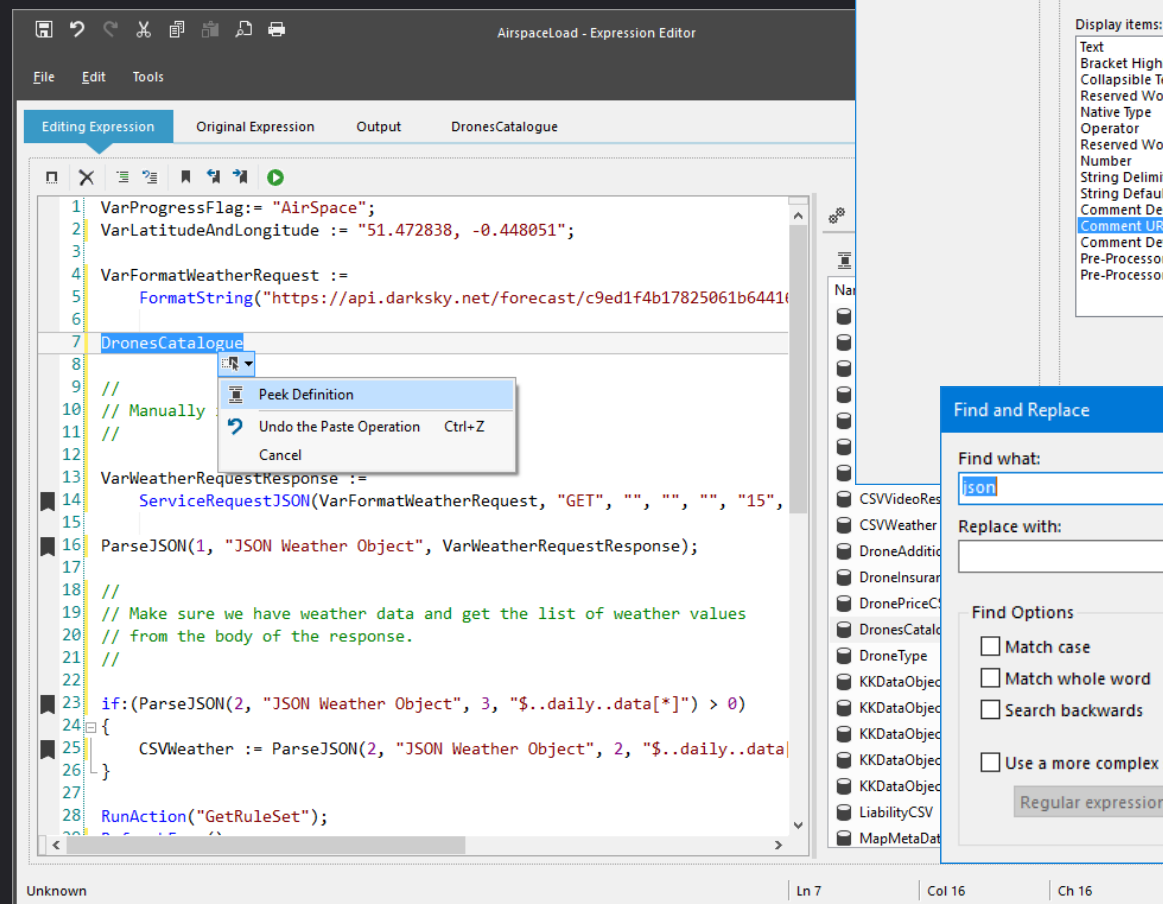 AirspaceLoad - Expression Editor
File Edit Tools
Editing Expression Original Expression Output DronesCatalogue
1 VarProgressFlag:= "AirSpace";
2 VarLatitudeAndLongitude := "51.472838, -0.448051";
3
4 VarFormatWeatherRequest :=
5 FormatString("https://api.darksky.net/forecast/c9ed1f4b17825061b6441
6
7 DronesCatalogue
8
9 //
10 // Manually
11 //
12
13 VarWeatherRequestResponse :=
14 ServiceRequestJSON(VarFormatWeatherRequest, "GET", "", "", "", "15",
15
16 ParseJSON(1, "JSON Weather Object", VarWeatherRequestResponse);
17
18 //
19 // Make sure we have weather data and get the list of weather values
20 // from the body of the response.
21 //
22
23 if:(ParseJSON(2, "JSON Weather Object", 3, "$..daily..data[*]") > 0)
24 {
25 CSVWeather := ParseJSON(2, "JSON Weather Object", 2, "$..daily..data[
26 }
27
28 RunAction("GetRuleSet");
Peek Definition
Undo the Paste Operation Ctrl+Z
Cancel
Nar
CSVVideoRes
CSVWeather
DroneAdditic
DroneInsurar
DronePriceCS
DronesCatalo
DroneType
KKDataObjec
KKDataObjec
KKDataObjec
KKDataObjec
KKDataObjec
LiabilityCSV
MapMetaDat
Display items:
Text
Bracket High
Collapsible Te
Reserved Wo
Native Type
Operator
Reserved Wo
Number
String Delimi
String Defaul
Comment De
Comment UR
Comment De
Pre-Processor
Pre-Processor
Find and Replace
Find what:
json
Replace with:
Find Options
Match case
Match whole word
Search backwards
Use a more complex
Regular expression
Unknown Ln 7 Col 16 Ch 16